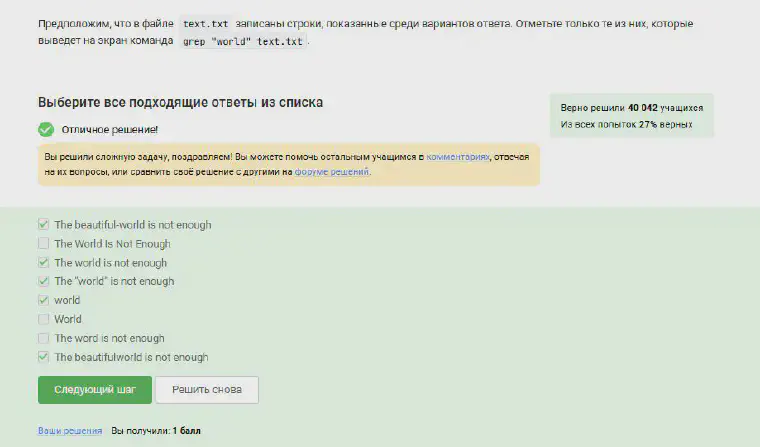 Предположим, что в файле text.txt записаны строки, показанные среди вариантов ответа. Отметьте только те из них, которые
выведет на экран команда grep "world" text.txt.
Выберите все подходящие ответы из списка
Верно решили 40 042 учащихся
Из всех попыток 27% верных
Отличное решение!
Вы решили сложную задачу, поздравляем! Вы можете помочь остальным учащимся в комментариях, отвечая
на их вопросы, или сравнить своё решение с другими на форуме решений.
The beautiful-world is not enough
The World Is Not Enough
The world is not enough
The "world" is not enough
world
World
The word is not enough
The beautifulworld is not enough
Следующий шаг
Решить снова
Ваши решения Вы получили: 1 балл